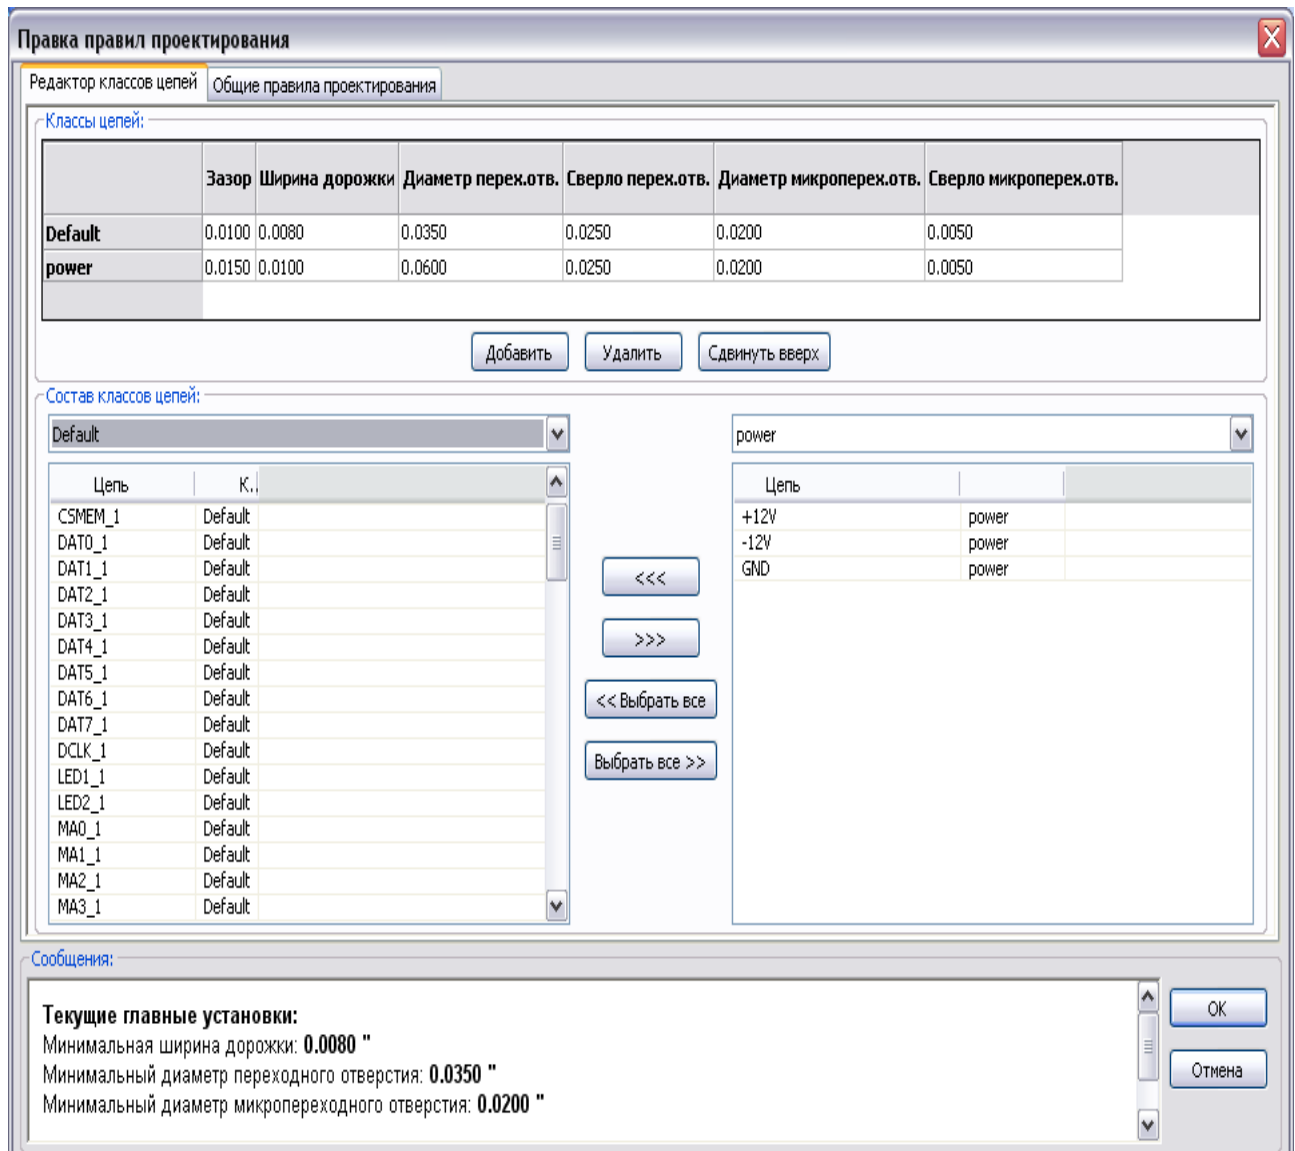 Правка правил проектирования
Редактор классов цепей Общие правила проектирования
Классы цепей:
Зазор Ширина дорожки Диаметр перех.отв. Сверло перех.отв. Диаметр микроперех.отв. Сверло микроперех.отв.
Default 0.0100 0.0080 0.0350 0.0250 0.0200 0.0050
power 0.0150 0.0100 0.0600 0.0250 0.0200 0.0050
Добавить Удалить Сдвинуть вверх
Состав классов цепей:
Default power
Цепь К.. Цепь
CSMEM_1 Default +12V power
DAT0_1 Default -12V power
DAT1_1 Default GND power
DAT2_1 Default
DAT3_1 Default
DAT4_1 Default
DAT5_1 Default
DAT6_1 Default
DAT7_1 Default
DCLK_1 Default
LED1_1 Default
LED2_1 Default
MA0_1 Default
MA1_1 Default
MA2_1 Default
MA3_1 Default
<<<
>>>
<< Выбрать все
Выбрать все >>
Сообщения:
Текущие главные установки:
Минимальная ширина дорожки: 0.0080 "
Минимальный диаметр переходного отверстия: 0.0350 "
Минимальный диаметр микропереходного отверстия: 0.0200 "
OK
Отмена